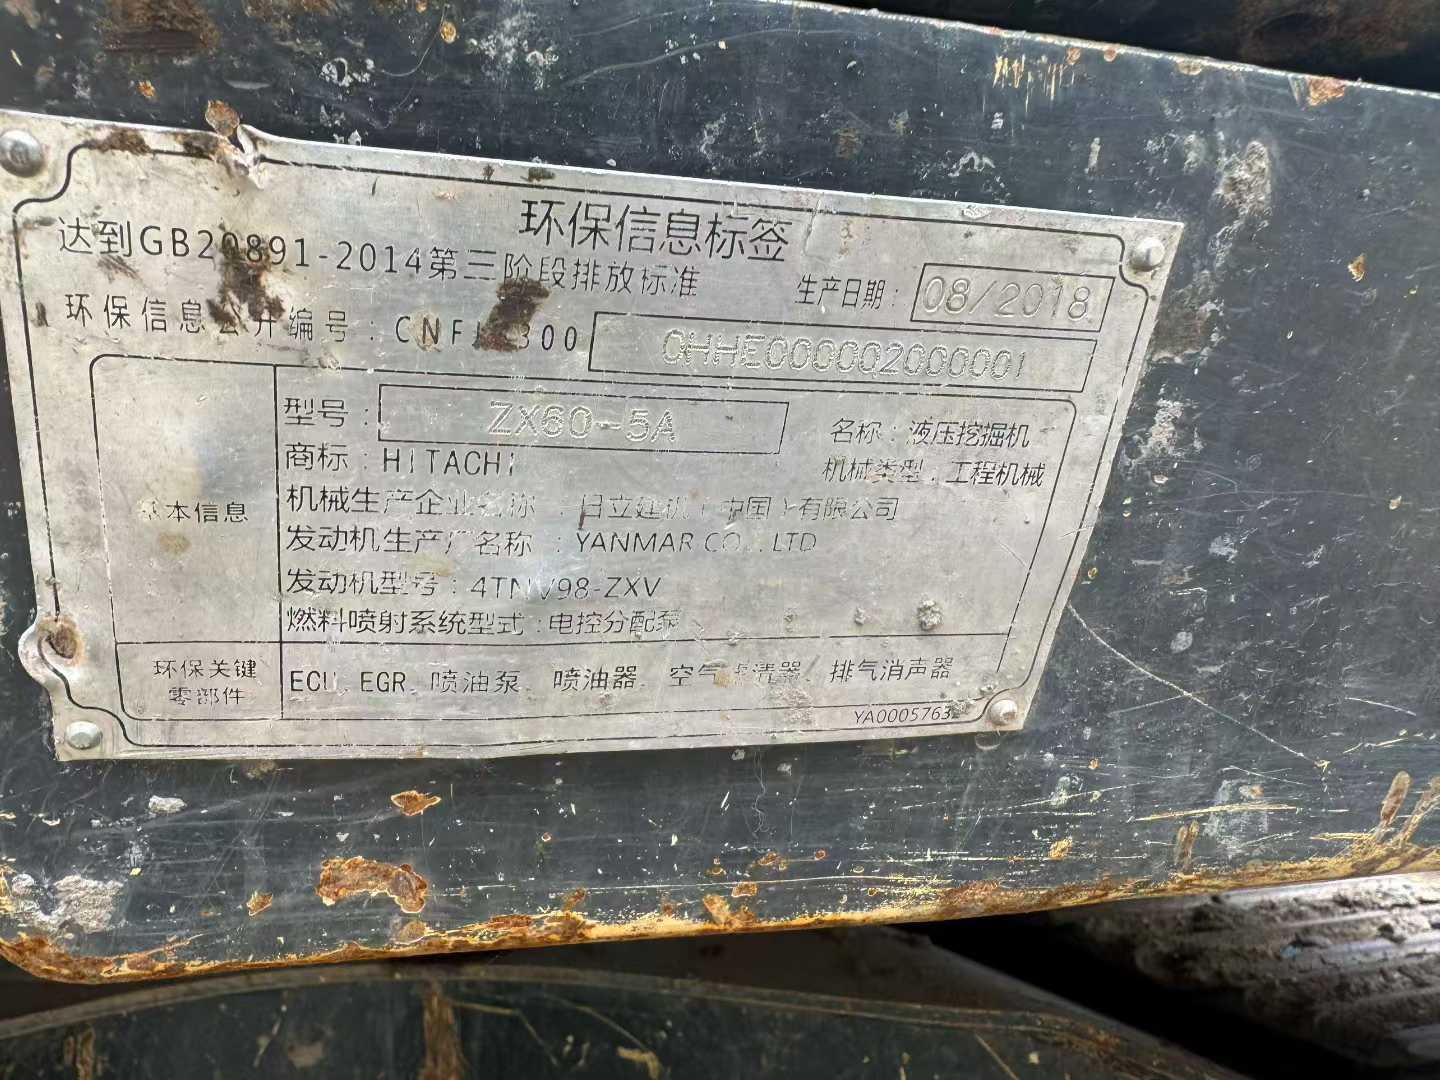 环保信息标签
达到GB20891-2014第三阶段排放标准
生产日期: 08/2018
环保信息公开编号: 0HHE000002000001
型号: ZX60-5A
名称: 液压挖掘机
商标: HITACHI
机械类型: 工程机械
机械生产企业名称: 日立建机(中国)有限公司
基本信息
发动机生产厂名称: YANMAR CO., LTD
发动机型号: 4TNV98-ZXV
燃料喷射系统型式: 电控分配泵
环保关键
零部件
ECU、EGR、喷油泵、喷油器、空气滤清器、排气消声器